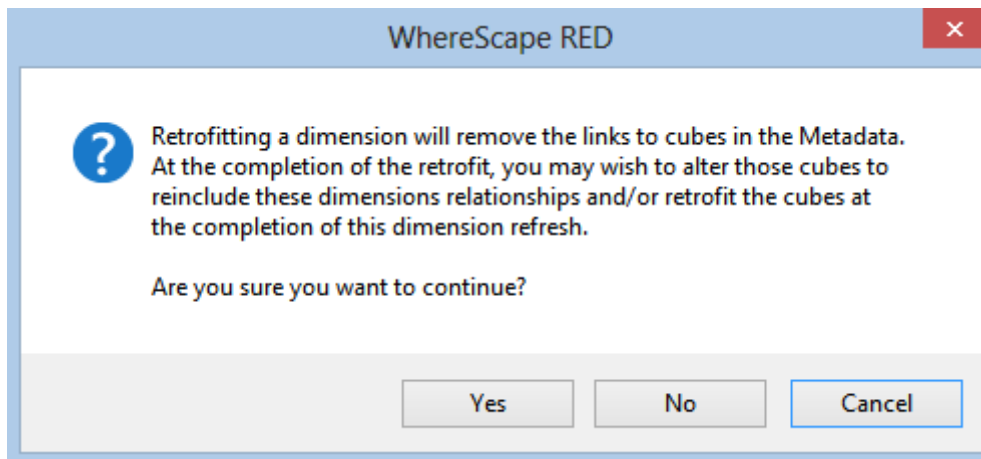 WhereScape RED
Retrofitting a dimension will remove the links to cubes in the Metadata.
At the completion of the retrofit, you may wish to alter those cubes to
reinclude these dimensions relationships and/or retrofit the cubes at
the completion of this dimension refresh.
Are you sure you want to continue?
Yes No Cancel